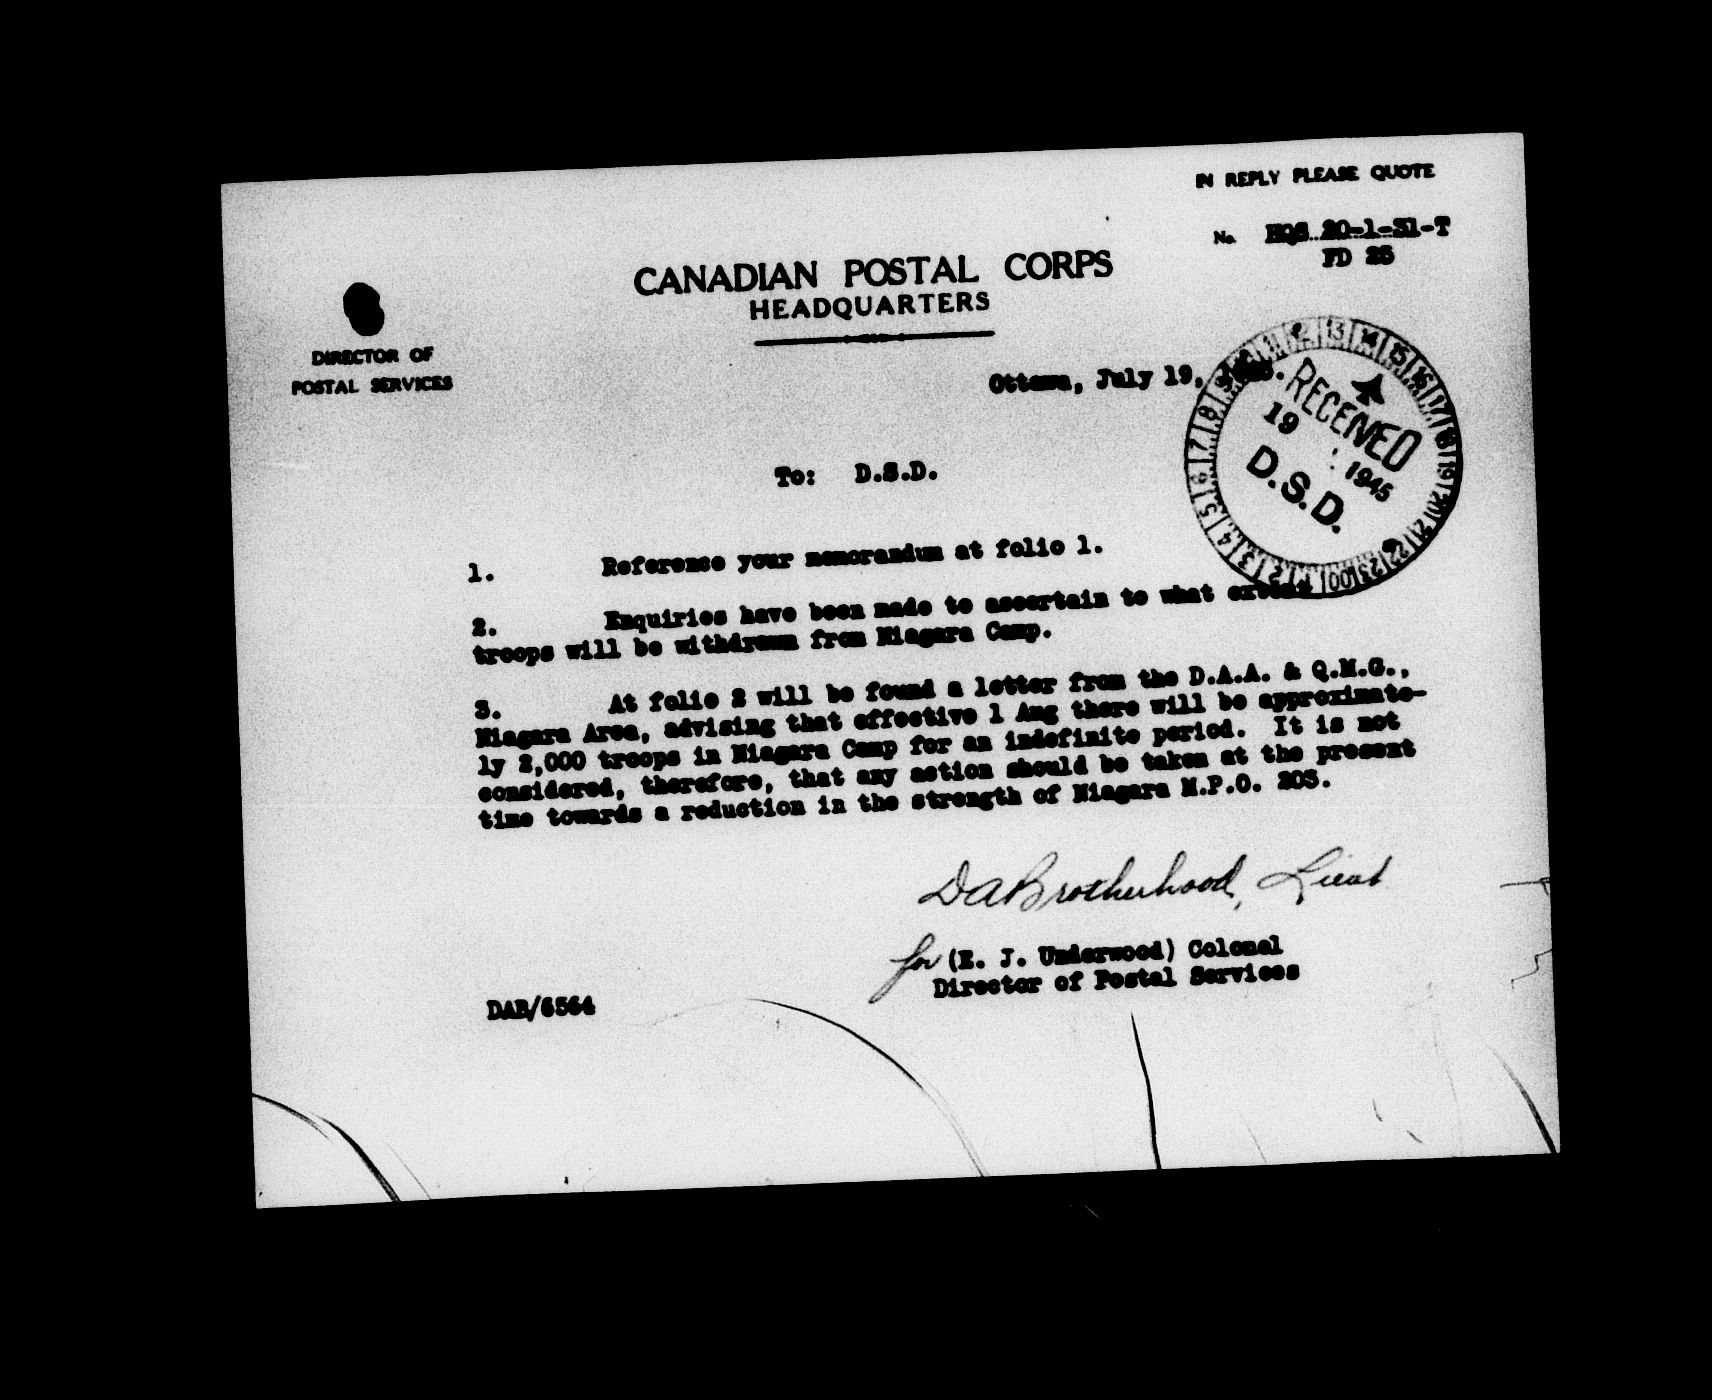 IN REPLY PLEASE QUOTE
No. HQS 20-1-31-T
FD 25
CANADIAN POSTAL CORPS
HEADQUARTERS
DIRECTOR OF
POSTAL SERVICES
Ottawa, July 19, 1945.
RECEIVED
19 1945
D.S.D.
To: D.S.D.
1. Reference your memorandum at folio 1.
2. Enquiries have been made to ascertain to what extent
troops will be withdrawn from Niagara Camp.
3. At folio 2 will be found a letter from the D.A.A. & Q.M.G.,
Niagara Area, advising that effective 1 Aug there will be approximate-
ly 2,000 troops in Niagara Camp for an indefinite period. It is not
considered, therefore, that any action should be taken at the present
time towards a reduction in the strength of Niagara M.P.O. 203.
DABrotherhood, Lieut
for (E. J. Underwood) Colonel
Director of Postal Services
DAB/6564